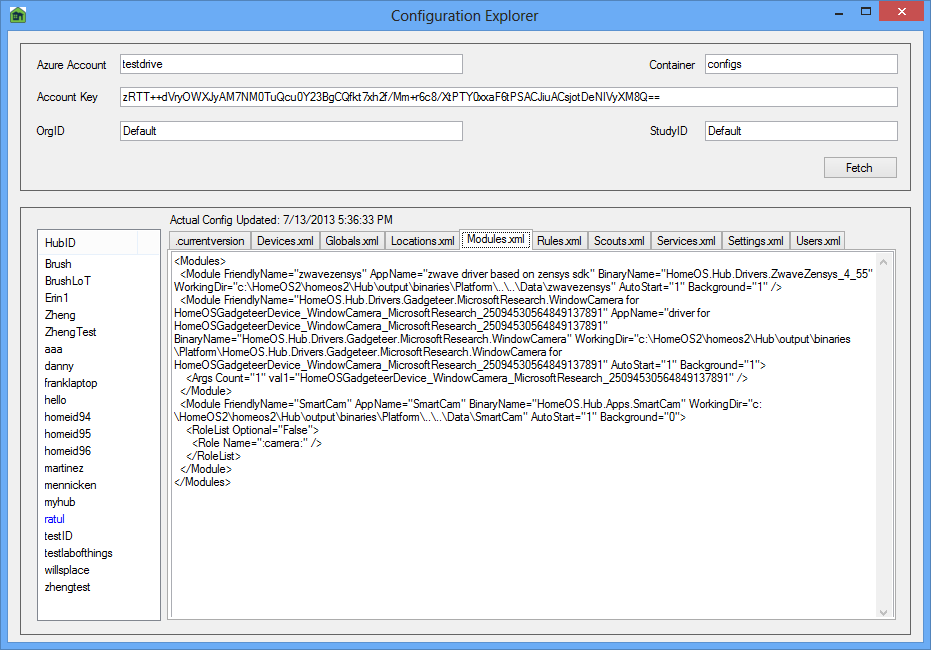 Configuration Explorer
Azure Account
testdrive
Container
configs
Account Key
zRTT++dVryOWXJyAM7NM0TuQcu0Y23BgCQfkt7xh2f/Mm+r6c8/XtPTY0xxaF6tPSACJiuACsjotDeNIVyXM8Q==
OrgID
Default
StudyID
Default
Fetch
Actual Config Updated: 7/13/2013 5:36:33 PM
HubID
Brush
BrushLoT
Erin1
Zheng
ZhengTest
aaa
danny
franklaptop
hello
homeid94
homeid95
homeid96
martinez
mennicken
myhub
ratul
testID
testlabofthings
willsplace
zhengtest
.currentversion
Devices.xml
Globals.xml
Locations.xml
Modules.xml
Rules.xml
Scouts.xml
Services.xml
Settings.xml
Users.xml
<Modules>
<Module FriendlyName="zwavezensys" AppName="zwave driver based on zensys sdk" BinaryName="HomeOS.Hub.Drivers.ZwaveZensys_4_55"
WorkingDir="c:\HomeOS2\homeos2\Hub\output\binaries\Platform\..\..\Data\zwavezensys" AutoStart="1" Background="1" />
<Module FriendlyName="HomeOS.Hub.Drivers.Gadgeteer.MicrosoftResearch.WindowCamera for
HomeOSGadgeteerDevice_WindowCamera_MicrosoftResearch_25094530564849137891" AppName="driver for
HomeOSGadgeteerDevice_WindowCamera_MicrosoftResearch_25094530564849137891"
BinaryName="HomeOS.Hub.Drivers.Gadgeteer.MicrosoftResearch.WindowCamera" WorkingDir="c:\HomeOS2\homeos2\Hub\output\binaries
\Platform\HomeOS.Hub.Drivers.Gadgeteer.MicrosoftResearch.WindowCamera for
HomeOSGadgeteerDevice_WindowCamera_MicrosoftResearch_25094530564849137891" AutoStart="1" Background="1">
<Args Count="1" val1="HomeOSGadgeteerDevice_WindowCamera_MicrosoftResearch_25094530564849137891" />
</Module>
<Module FriendlyName="SmartCam" AppName="SmartCam" BinaryName="HomeOS.Hub.Apps.SmartCam" WorkingDir="c:
\HomeOS2\homeos2\Hub\output\binaries\Platform\..\..\Data\SmartCam" AutoStart="1" Background="0">
<RoleList Optional="False">
<Role Name=":camera:" />
</RoleList>
</Module>
</Modules>